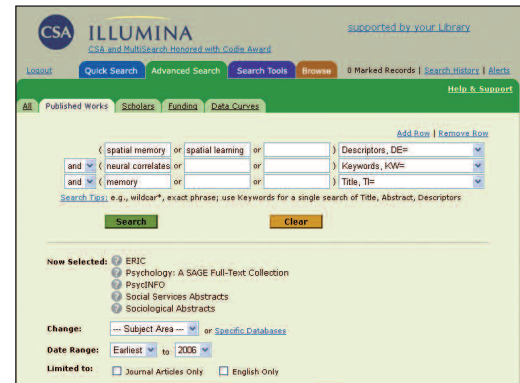 CSA ILLUMINA supported by your Library
CSA and MultiSearch Honored with Codie Award
Logout Quick Search Advanced Search Search Tools Browse 0 Marked Records | Search History | Alerts
Help & Support
All Published Works Scholars Funding Data Curves
Add Row | Remove Row
( spatial memory or spatial learning or ) Descriptors, DE=
and ( neural correlates or or ) Keywords, KW=
and ( memory or or ) Title, TI=
Search Tips: e.g., wildcar*, exact phrase; use Keywords for a single search of Title, Abstract, Descriptors
Search Clear
Now Selected: ? ERIC
? Psychology: A SAGE Full-Text Collection
? PsycINFO
? Social Services Abstracts
? Sociological Abstracts
Change: --- Subject Area --- or Specific Databases
Date Range: Earliest to 2006
Limited to: Journal Articles Only English Only